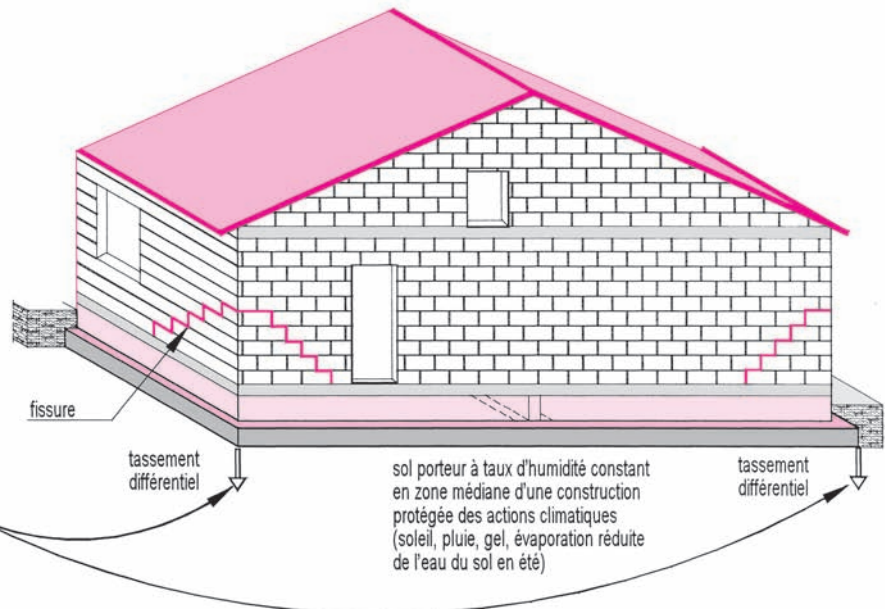 fissure
tassement
différentiel
sol porteur à taux d'humidité constant
en zone médiane d'une construction
protégée des actions climatiques
(soleil, pluie, gel, évaporation réduite
de l'eau du sol en été)
tassement
différentiel